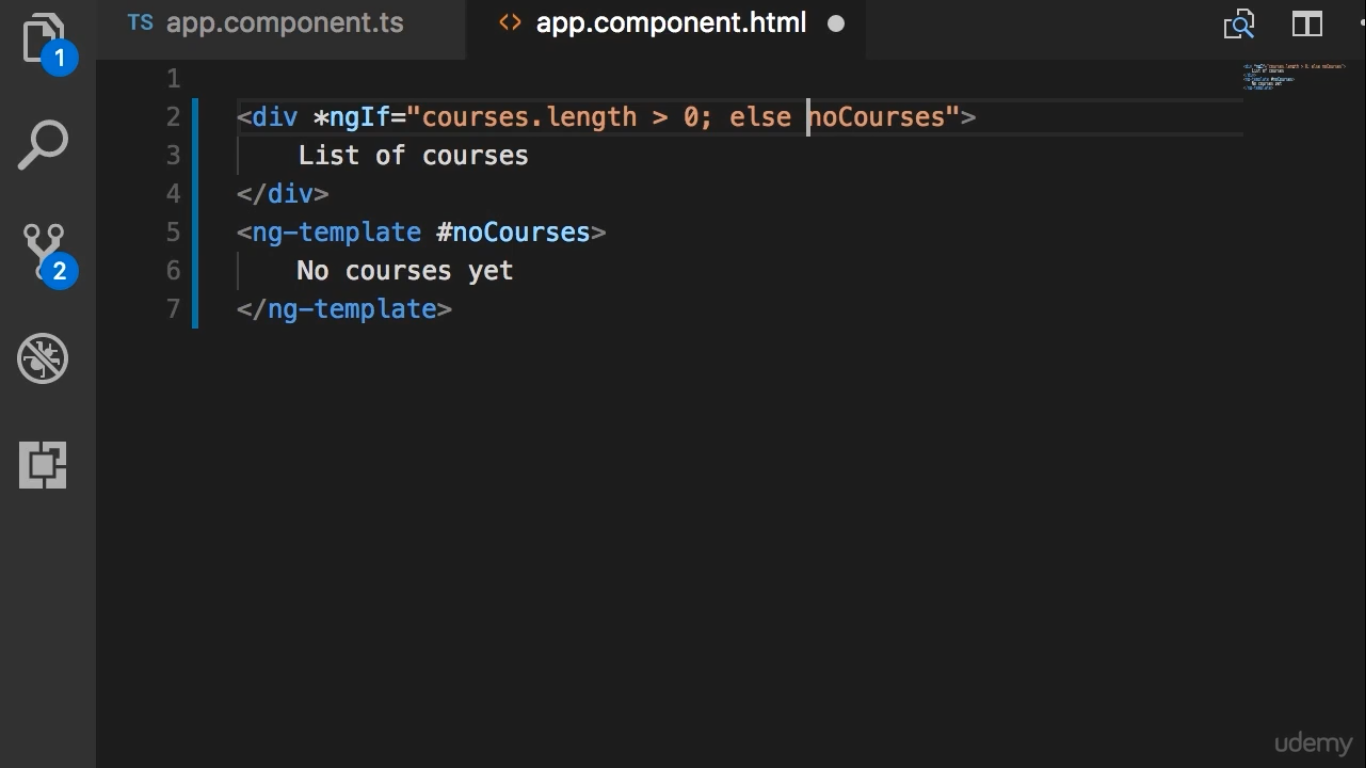 TS app.component.ts <> app.component.html
1
1
2 <div *ngIf="courses.length > 0; else noCourses">
3 List of courses
4 </div>
5 <ng-template #noCourses>
2
6 No courses yet
7 </ng-template>
udemy